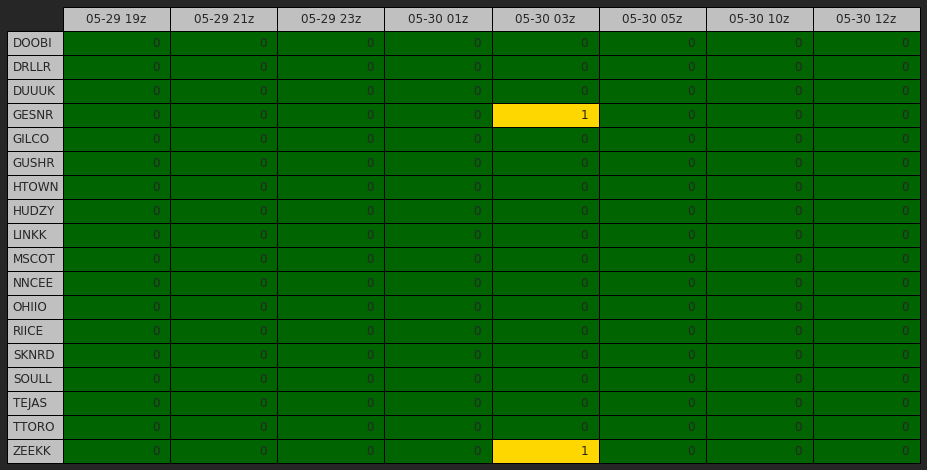 05-29 19z 05-29 21z 05-29 23z 05-30 01z 05-30 03z 05-30 05z 05-30 10z 05-30 12z
DOOBI 0 0 0 0 0 0 0 0
DRLLR 0 0 0 0 0 0 0 0
DUUUK 0 0 0 0 0 0 0 0
GESNR 0 0 0 0 1 0 0 0
GILCO 0 0 0 0 0 0 0 0
GUSHR 0 0 0 0 0 0 0 0
HTOWN 0 0 0 0 0 0 0 0
HUDZY 0 0 0 0 0 0 0 0
LINKK 0 0 0 0 0 0 0 0
MSCOT 0 0 0 0 0 0 0 0
NNCEE 0 0 0 0 0 0 0 0
OHIIO 0 0 0 0 0 0 0 0
RIICE 0 0 0 0 0 0 0 0
SKNRD 0 0 0 0 0 0 0 0
SOULL 0 0 0 0 0 0 0 0
TEJAS 0 0 0 0 0 0 0 0
TTORO 0 0 0 0 0 0 0 0
ZEEKK 0 0 0 0 1 0 0 0